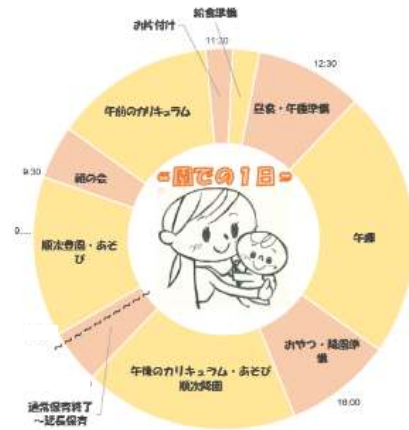 給食準備
お片付け
11:30
12:30
午前のカリキュラム
昼食・午睡準備
9:30
朝の会
~園での1日~
9....
順次登園・あそ
び
午睡
おやつ・降園準
備
午後のカリキュラム・あそび
順次降園
通常保育終了
~延長保育
16:00